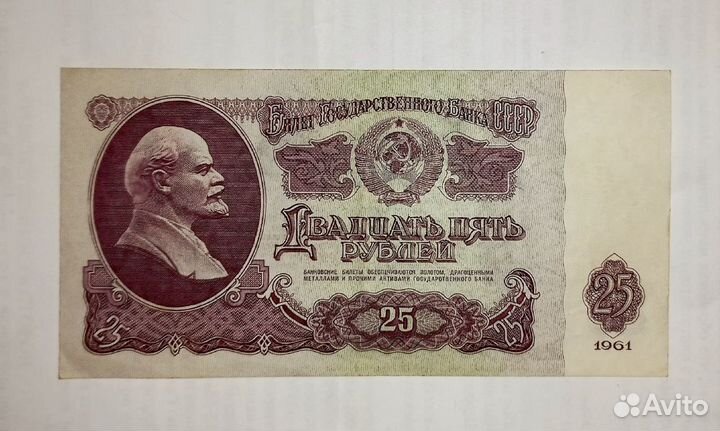 Билет Государственного Банка СССР
Двадцать пять
рублей
БАНКОВСКИЕ БИЛЕТЫ ОБЕСПЕЧИВАЮТСЯ ЗОЛОТОМ, ДРАГОЦЕННЫМИ
МЕТАЛЛАМИ И ПРОЧИМИ АКТИВАМИ ГОСУДАРСТВЕННОГО БАНКА
25 25 25 25
1961
Avito